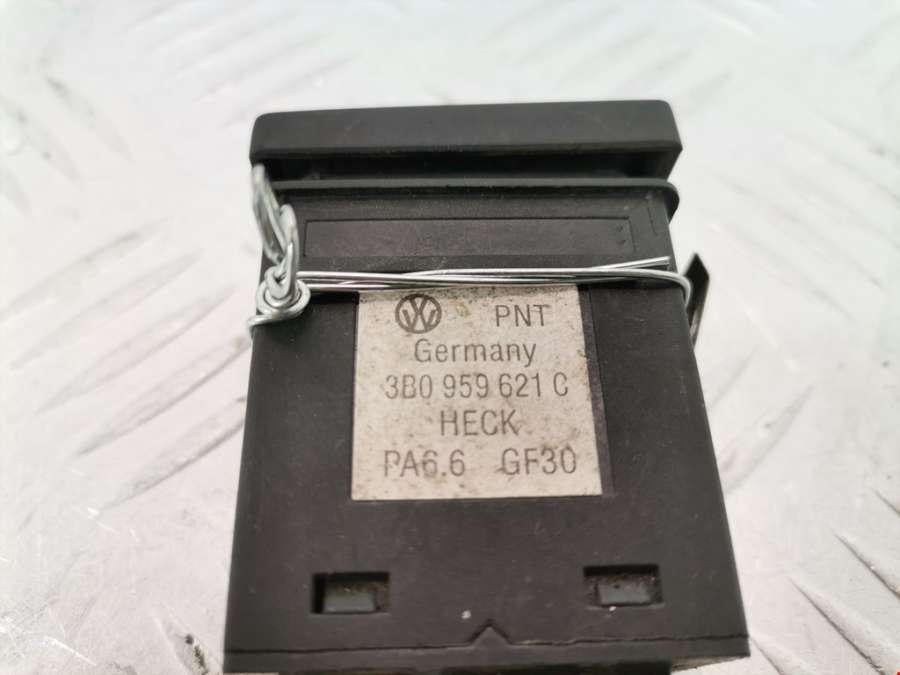 PNT
Germany
3B0 959 621 C
HECK
PA6.6 GF30